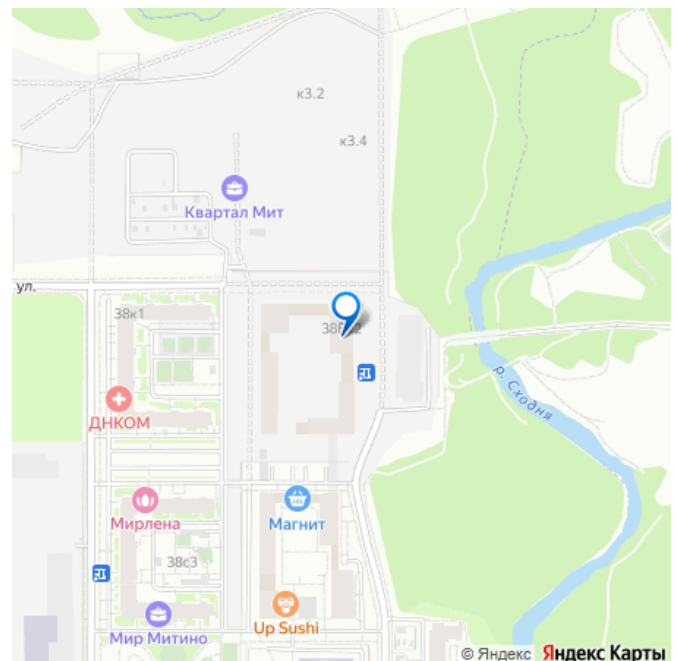 к3.2
к3.4
Квартал Мит
ул.
38к1
р. Сходня
ДНКОМ
Мирлена
Магнит
38с3
Up Sushi
Мир Митино
© Яндекс Яндекс Карты